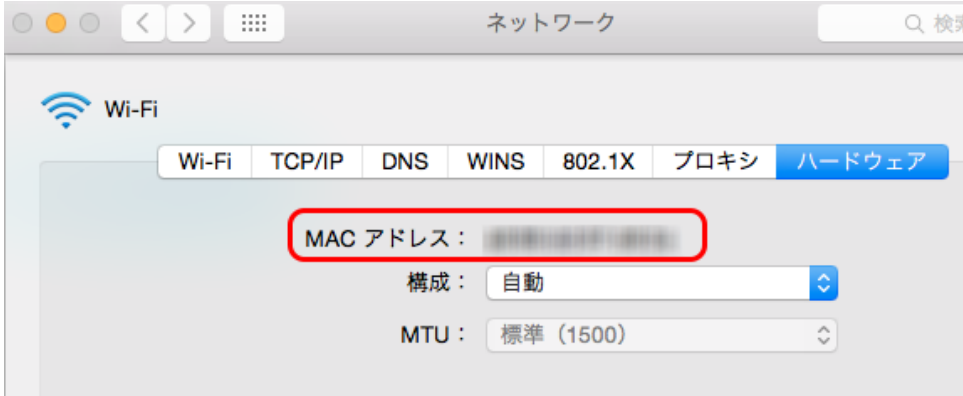 ネットワーク
検索
Wi-Fi
Wi-Fi TCP/IP DNS WINS 802.1X プロキシ ハードウェア
MAC アドレス：
構成： 自動
MTU： 標準（1500）